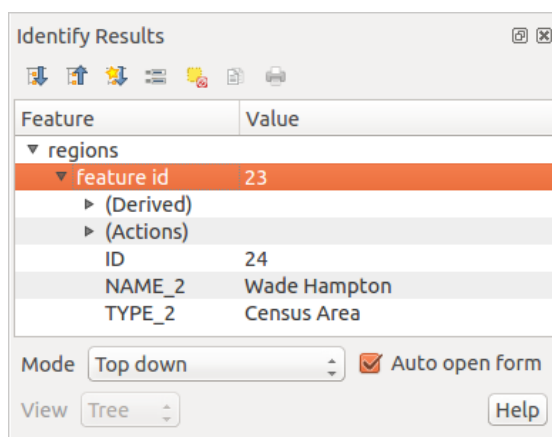 Identify Results
Feature Value
regions
feature id 23
(Derived)
(Actions)
ID 24
NAME_2 Wade Hampton
TYPE_2 Census Area
Mode Top down Auto open form
View Tree Help